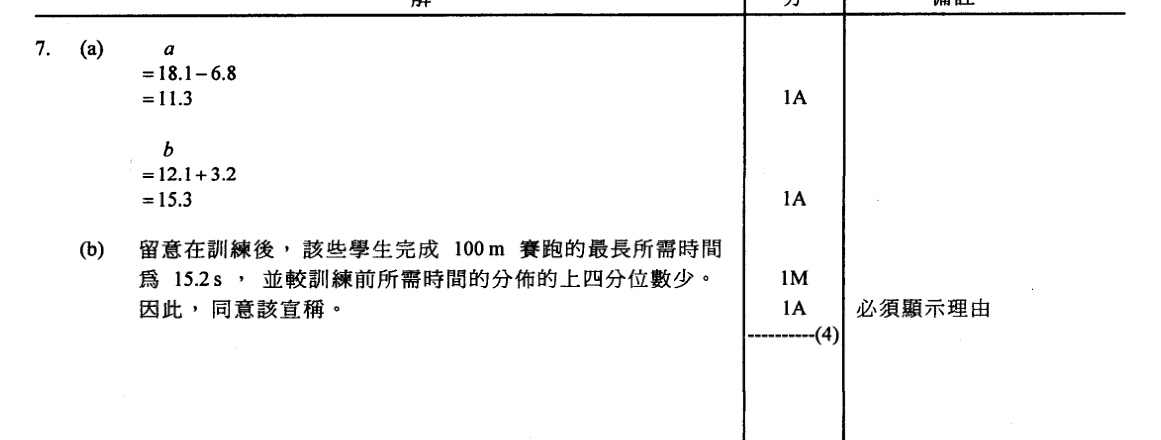 7. (a) a
=18.1−6.8
=11.3 1A
b
=12.1+3.2
=15.3 1A
(b) 留意在訓練後，該些學生完成 100 m 賽跑的最長所需時間
爲 15.2 s ， 並較訓練前所需時間的分佈的上四分位數少。 1M
因此，同意該宣稱。 1A 必須顯示理由
----------(4)